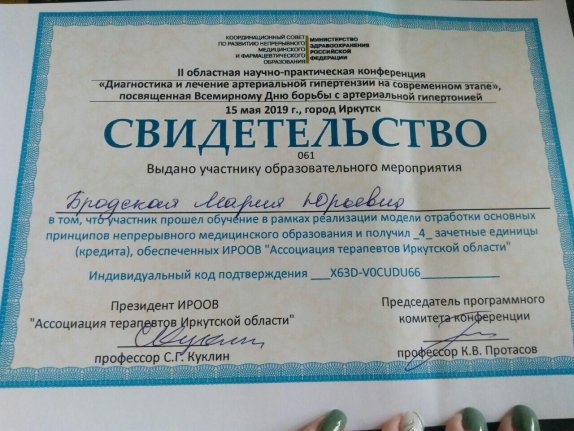 КООРДИНАЦИОННЫЙ СОВЕТ
ПО РАЗВИТИЮ НЕПРЕРЫВНОГО
МЕДИЦИНСКОГО
И ФАРМАЦЕВТИЧЕСКОГО
ОБРАЗОВАНИЯ
МИНИСТЕРСТВО
ЗДРАВООХРАНЕНИЯ
РОССИЙСКОЙ
ФЕДЕРАЦИИ
II областная научно-практическая конференция
«Диагностика и лечение артериальной гипертензии на современном этапе»,
посвященная Всемирному Дню борьбы с артериальной гипертонией
15 мая 2019 г., город Иркутск
СВИДЕТЕЛЬСТВО
061
Выдано участнику образовательного мероприятия
Бродская Мария Юрьевна
в том, что участник прошел обучение в рамках реализации модели отработки основных
принципов непрерывного медицинского образования и получил _4_ зачетные единицы
(кредита), обеспеченных ИРООВ "Ассоциация терапевтов Иркутской области"
Индивидуальный код подтверждения ___X63D-V0CUDU66________
Президент ИРООВ
"Ассоциация терапевтов Иркутской области"
профессор С.Г. Куклин
Председатель программного
комитета конференции
профессор К.В. Протасов